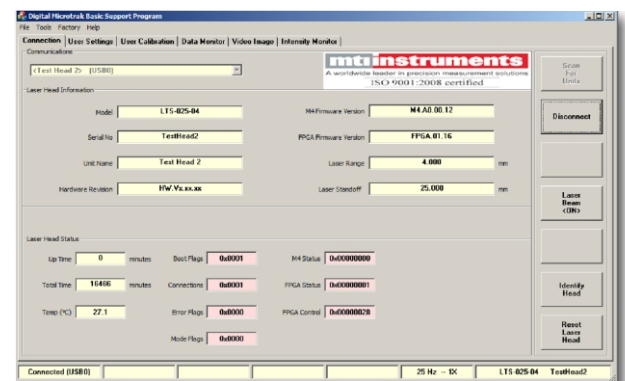 Digital Microtrak Basic Support Program
File Tools Factory Help
Connection User Settings User Calibration Data Monitor Video Image Intensity Monitor
Communications
<Test Head 2> (USB0)
mti instruments
A worldwide leader in precision measurement solutions
ISO 9001:2008 certified
Scan For Units
Laser Head Information
Model LTS-025-04
M4 Firmware Version M4.A0.00.12
Disconnect
Serial No TestHead2
FPGA Firmware Version FPGA.01.16
Unit Name Test Head 2
Laser Range 4.000 mm
Hardware Revision HW.Vx.xx.xx
Laser Standoff 25.000 mm
Laser Beam <ON>
Laser Head Status
Up Time 0 minutes
Boot Flags 0x0001
M4 Status 0x00000000
Total Time 16466 minutes
Connections 0x0001
FPGA Status 0x00000001
Identify Head
Temp (°C) 27.1
Error Flags 0x0000
FPGA Control 0x00000028
Mode Flags 0x0000
Reset Laser Head
Connected (USB0)
25 Hz -- 1X
LTS-025-04 TestHead2